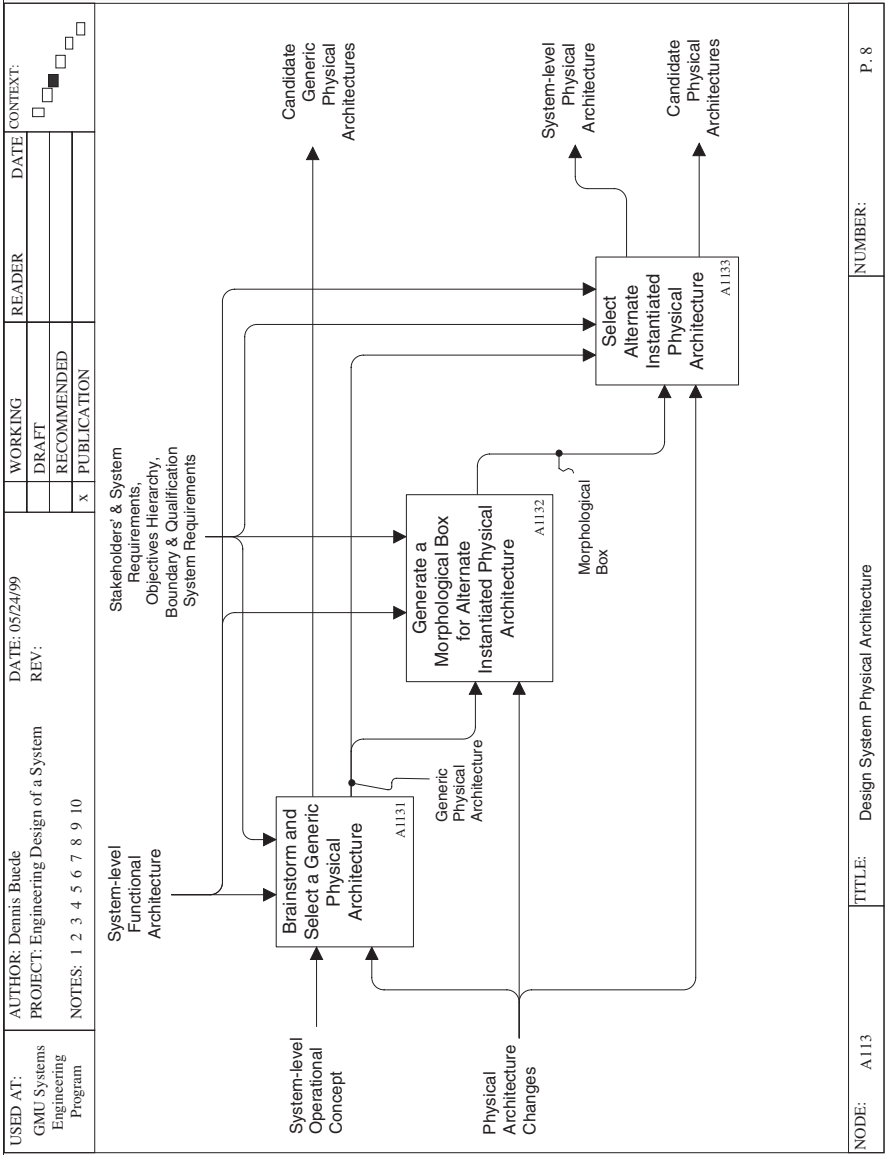 USED AT:
GMU Systems
Engineering
Program
AUTHOR: Dennis Buede
DATE: 05/24/99
PROJECT: Engineering Design of a System
REV:
NOTES: 1 2 3 4 5 6 7 8 9 10
WORKING
DRAFT
RECOMMENDED
x PUBLICATION
READER
DATE
CONTEXT:
System-level
Functional
Architecture
Stakeholders' & System
Requirements,
Objectives Hierarchy,
Boundary & Qualification
System Requirements
System-level
Operational
Concept
Physical
Architecture
Changes
Brainstorm and
Select a Generic
Physical
Architecture
A1131
Generic
Physical
Architecture
Generate a
Morphological Box
for Alternate
Instantiated Physical
Architecture
A1132
Morphological
Box
Select
Alternate
Instantiated
Physical
Architecture
A1133
Candidate
Generic
Physical
Architectures
System-level
Physical
Architecture
Candidate
Physical
Architectures
NODE:
A113
TITLE:
Design System Physical Architecture
NUMBER:
P. 8